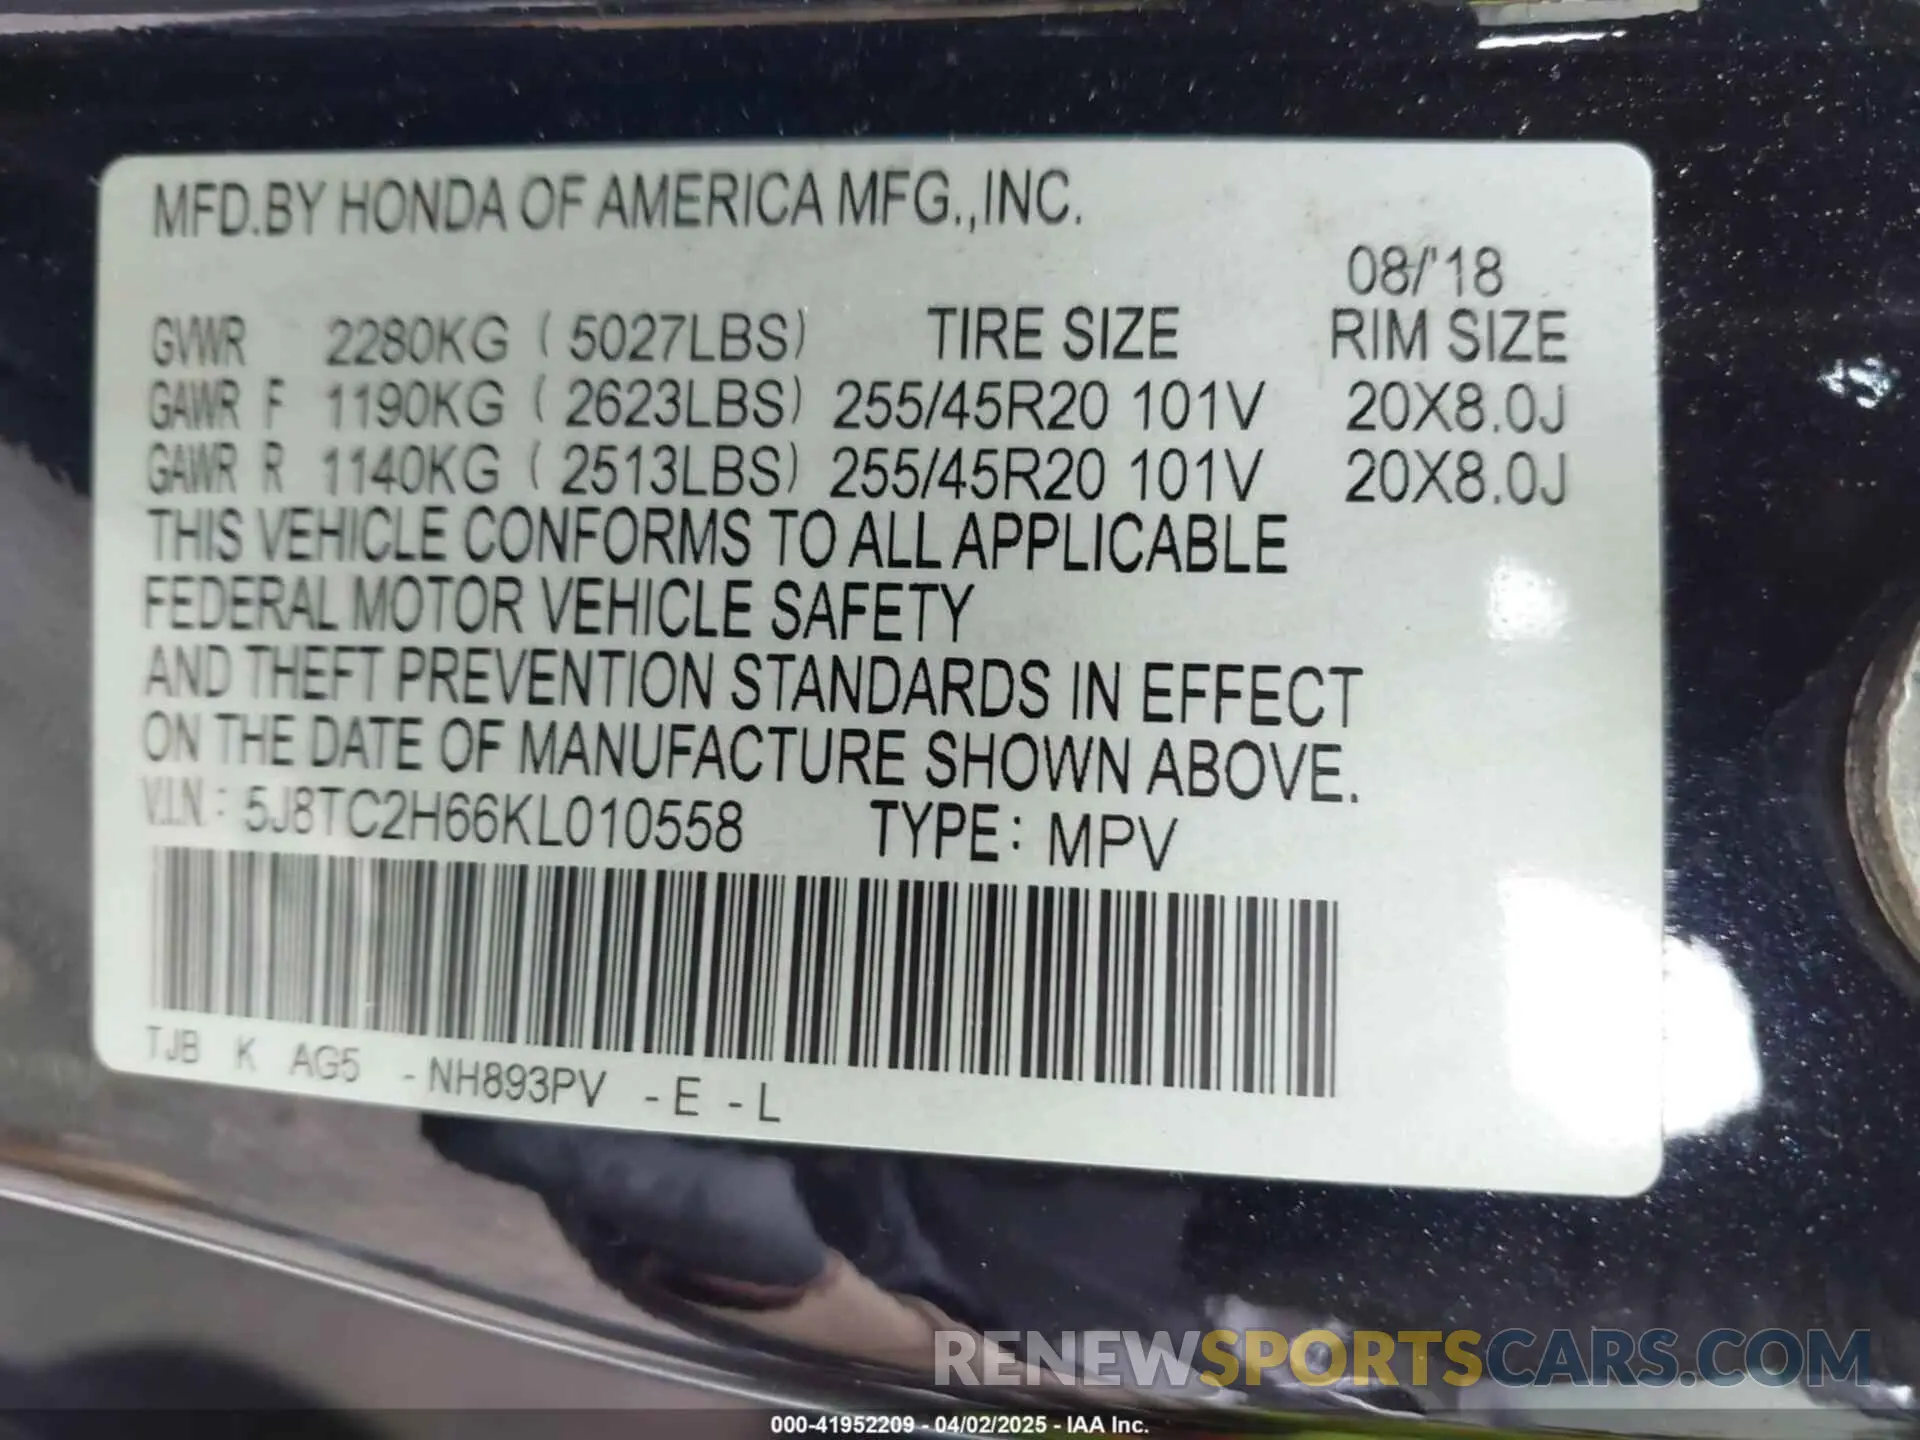 MFD.BY HONDA OF AMERICA MFG.,INC.
08/'18
GVWR 2280KG ( 5027LBS) TIRE SIZE RIM SIZE
GAWR F 1190KG ( 2623LBS) 255/45R20 101V 20X8.0J
GAWR R 1140KG ( 2513LBS) 255/45R20 101V 20X8.0J
THIS VEHICLE CONFORMS TO ALL APPLICABLE
FEDERAL MOTOR VEHICLE SAFETY
AND THEFT PREVENTION STANDARDS IN EFFECT
ON THE DATE OF MANUFACTURE SHOWN ABOVE.
V.I.N.: 5J8TC2H66KL010558 TYPE: MPV
TJB K AG5 -NH893PV -E -L
RENEWSPORTSCARS.COM
000-41952209 - 04/02/2025 - IAA Inc.